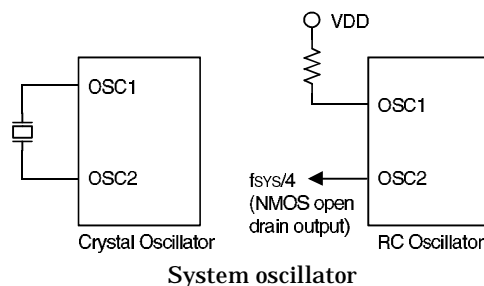 OSC1
OSC2
Crystal Oscillator
VDD
OSC1
OSC2
fSYS/4
(NMOS open
drain output)
RC Oscillator
System oscillator